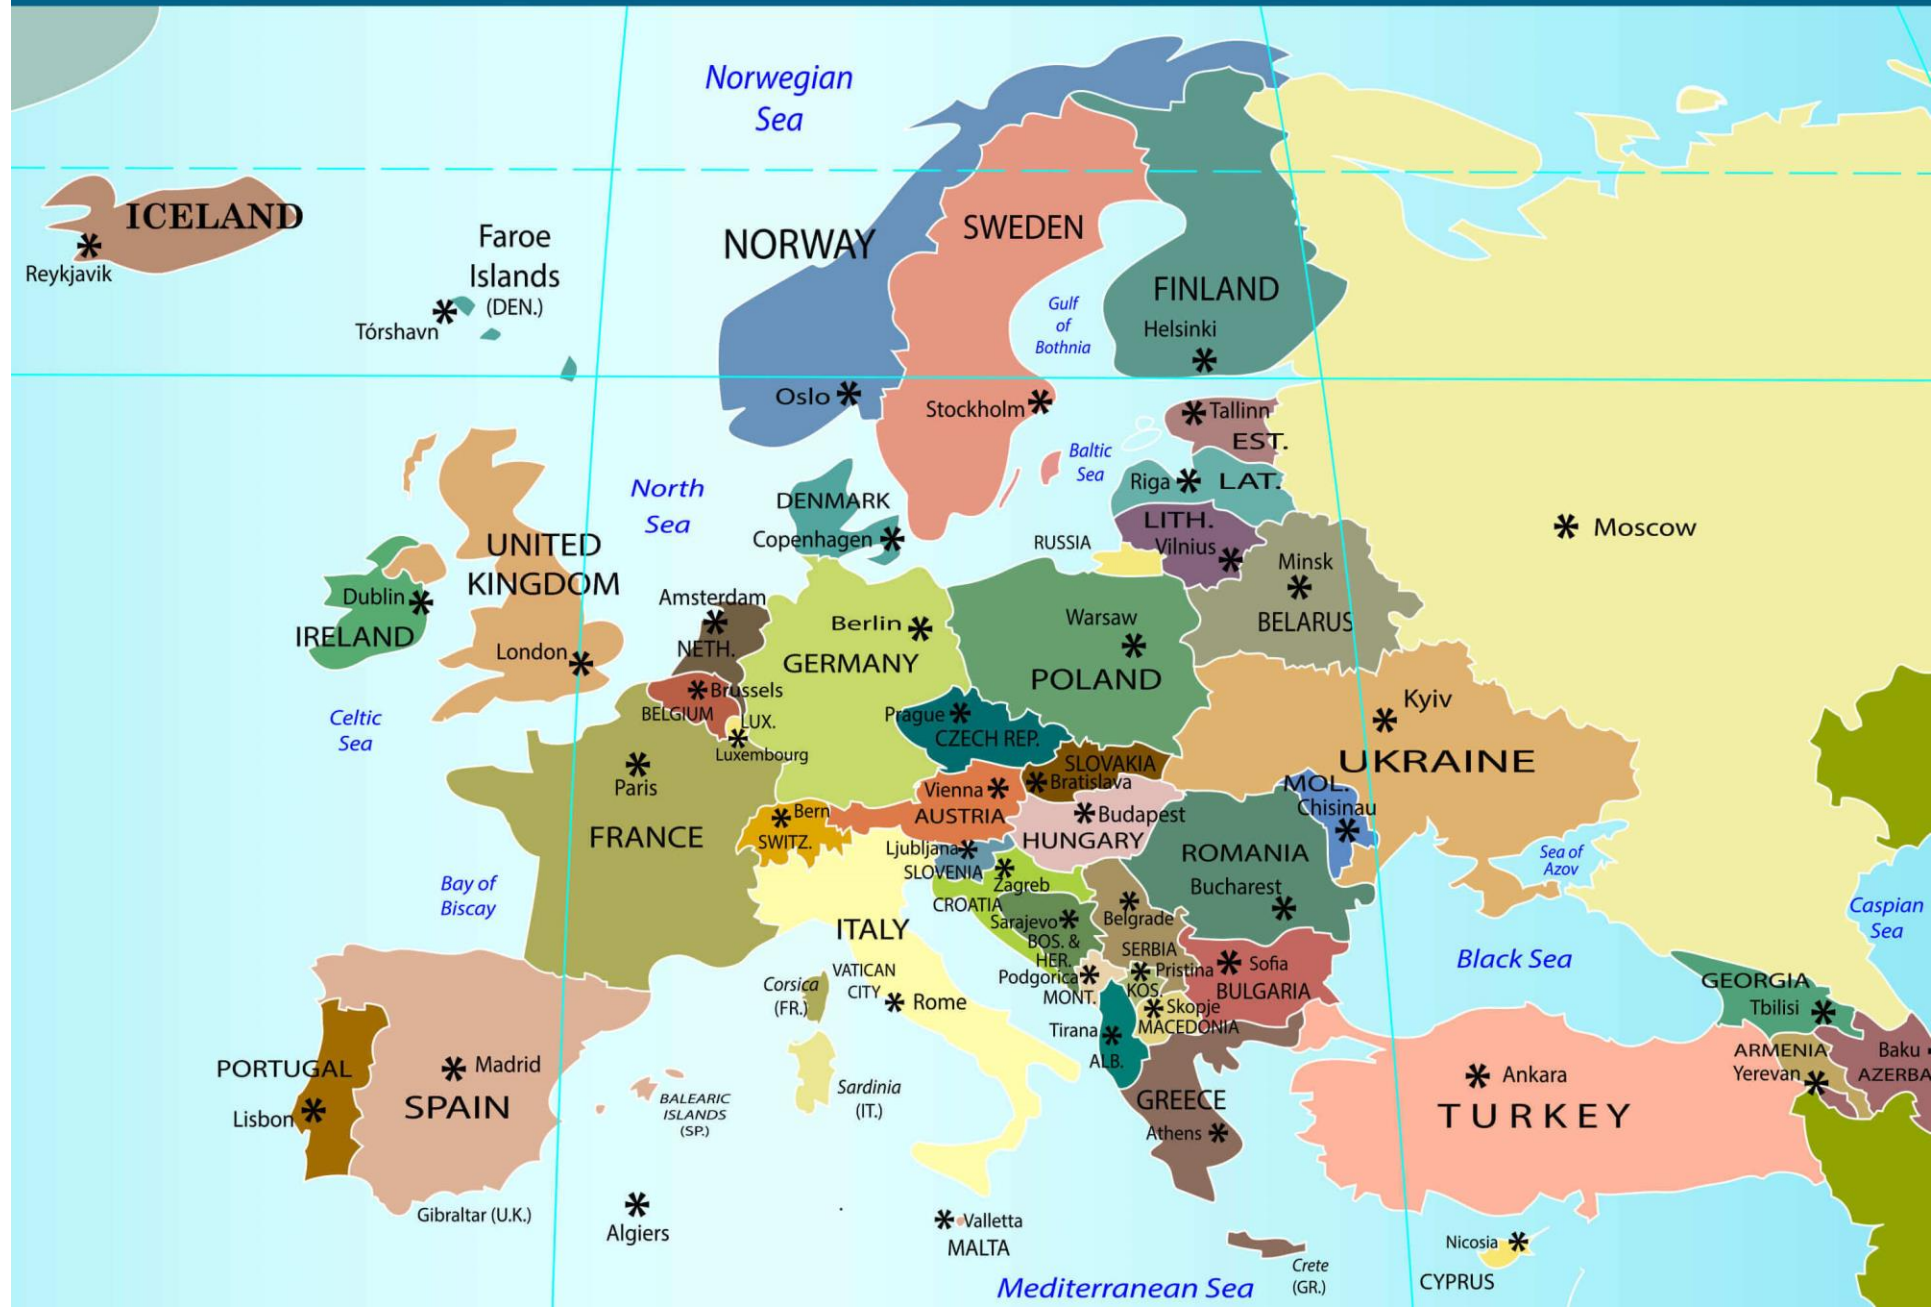 Norwegian
Sea
ICELAND
Reykjavik
Faroe
Islands
(DEN.)
Tórshavn
NORWAY
SWEDEN
FINLAND
Helsinki
Gulf
of
Bothnia
Oslo
Stockholm
Tallinn
EST.
Baltic
Sea
Riga
LAT.
LITH.
Vilnius
RUSSIA
Moscow
North
Sea
DENMARK
Copenhagen
UNITED
KINGDOM
Dublin
IRELAND
London
Amsterdam
NETH.
Berlin
GERMANY
Warsaw
POLAND
Minsk
BELARUS
Brussels
BELGIUM
LUX.
Luxembourg
Celtic
Sea
Prague
CZECH REP.
Kyiv
UKRAINE
Paris
FRANCE
SLOVAKIA
Bratislava
Vienna
AUSTRIA
Bern
SWITZ.
Budapest
HUNGARY
MOL.
Chisinau
ROMANIA
Bucharest
Ljubljana
SLOVENIA
Zagreb
CROATIA
Sarajevo
BOS. &
HER.
Belgrade
SERBIA
Sea of
Azov
Bay of
Biscay
ITALY
VATICAN
CITY
Rome
Corsica
(FR.)
Podgorica
MONT.
Pristina
KOS.
Sofia
BULGARIA
Black Sea
Caspian
Sea
GEORGIA
Tbilisi
Skopje
MACEDONIA
Tirana
ALB.
ARMENIA
Yerevan
Baku
AZERBA
PORTUGAL
Lisbon
Madrid
SPAIN
BALEARIC
ISLANDS
(SP.)
Sardinia
(IT.)
GREECE
Athens
Ankara
TURKEY
Gibraltar (U.K.)
Algiers
Valletta
MALTA
Mediterranean Sea
Crete
(GR.)
Nicosia
CYPRUS